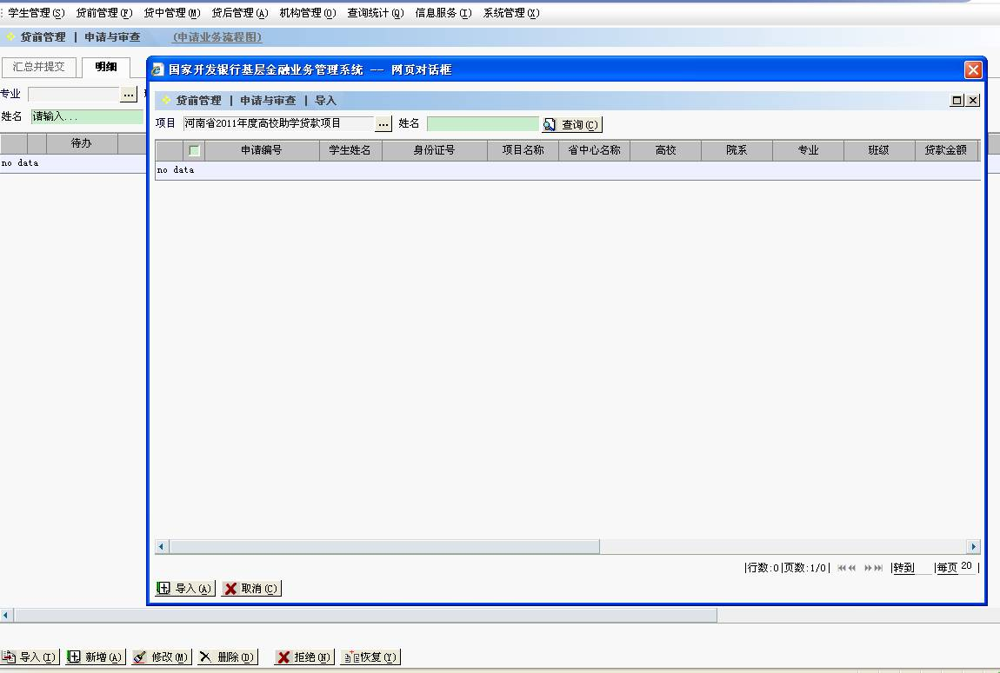 学生管理(S) 贷前管理(F) 贷中管理(M) 贷后管理(A) 机构管理(O) 查询统计(Q) 信息服务(I) 系统管理(X)
贷前管理 | 申请与审查 (申请业务流程图)
汇总并提交 明细
专业 ...
姓名 请输入...
待办
no data
国家开发银行基层金融业务管理系统 -- 网页对话框
贷前管理 | 申请与审查 | 导入
项目 河南省2011年度高校助学贷款项目 ... 姓名 查询(C)
申请编号 学生姓名 身份证号 项目名称 省中心名称 高校 院系 专业 班级 贷款金额
no data
|行数:0|页数:1/0| |转到 |每页 20 |
导入(A) 取消(C)
导入(I) 新增(A) 修改(M) 删除(D) 拒绝(N) 恢复(Y)